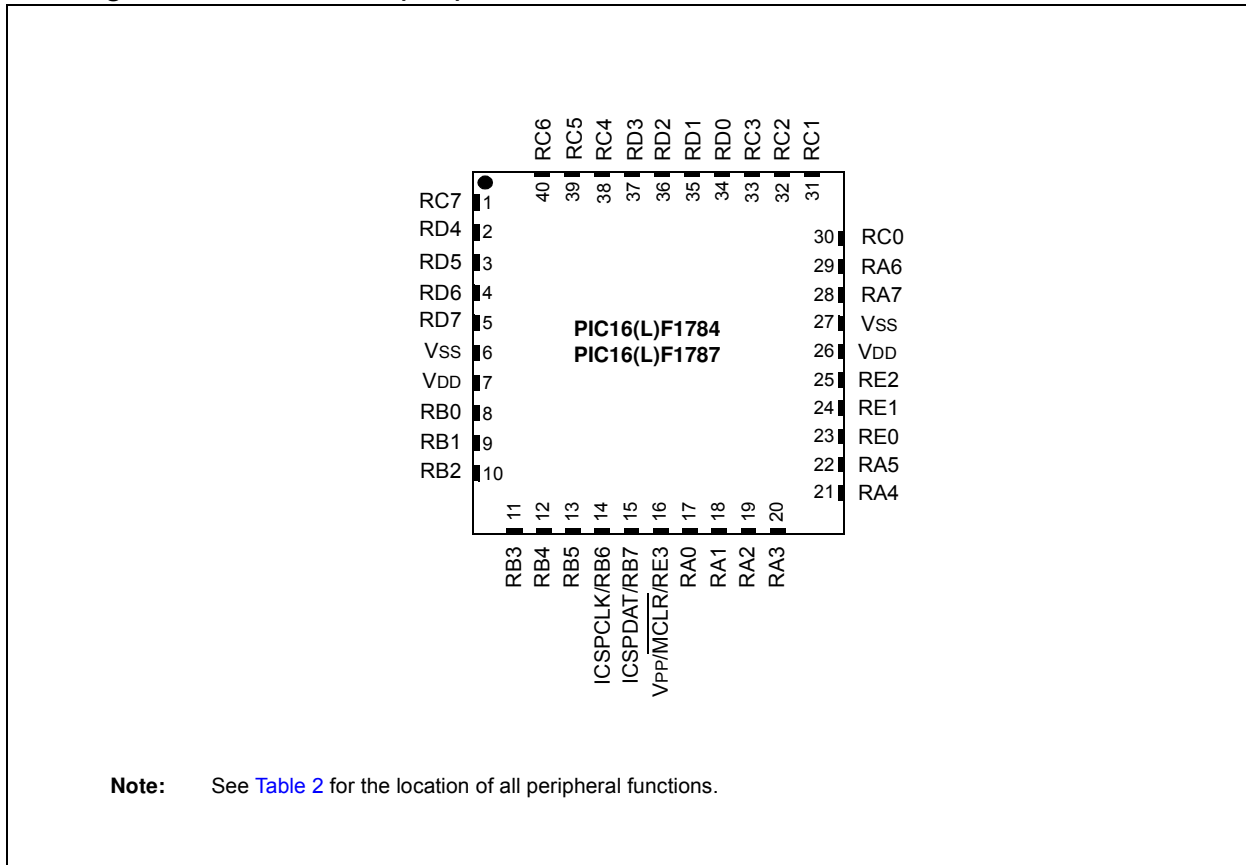 RC6
RC5
RC4
RD3
RD2
RD1
RD0
RC3
RC2
RC1
40
39
38
37
36
35
34
33
32
31
RC7 1
RD4 2
RD5 3
RD6 4
RD7 5
VSS 6
VDD 7
RB0 8
RB1 9
RB2 10
PIC16(L)F1784
PIC16(L)F1787
30 RC0
29 RA6
28 RA7
27 VSS
26 VDD
25 RE2
24 RE1
23 RE0
22 RA5
21 RA4
11
12
13
14
15
16
17
18
19
20
RB3
RB4
RB5
ICSPCLK/RB6
ICSPDAT/RB7
VPP/MCLR/RE3
RA0
RA1
RA2
RA3
Note: See Table 2 for the location of all peripheral functions.